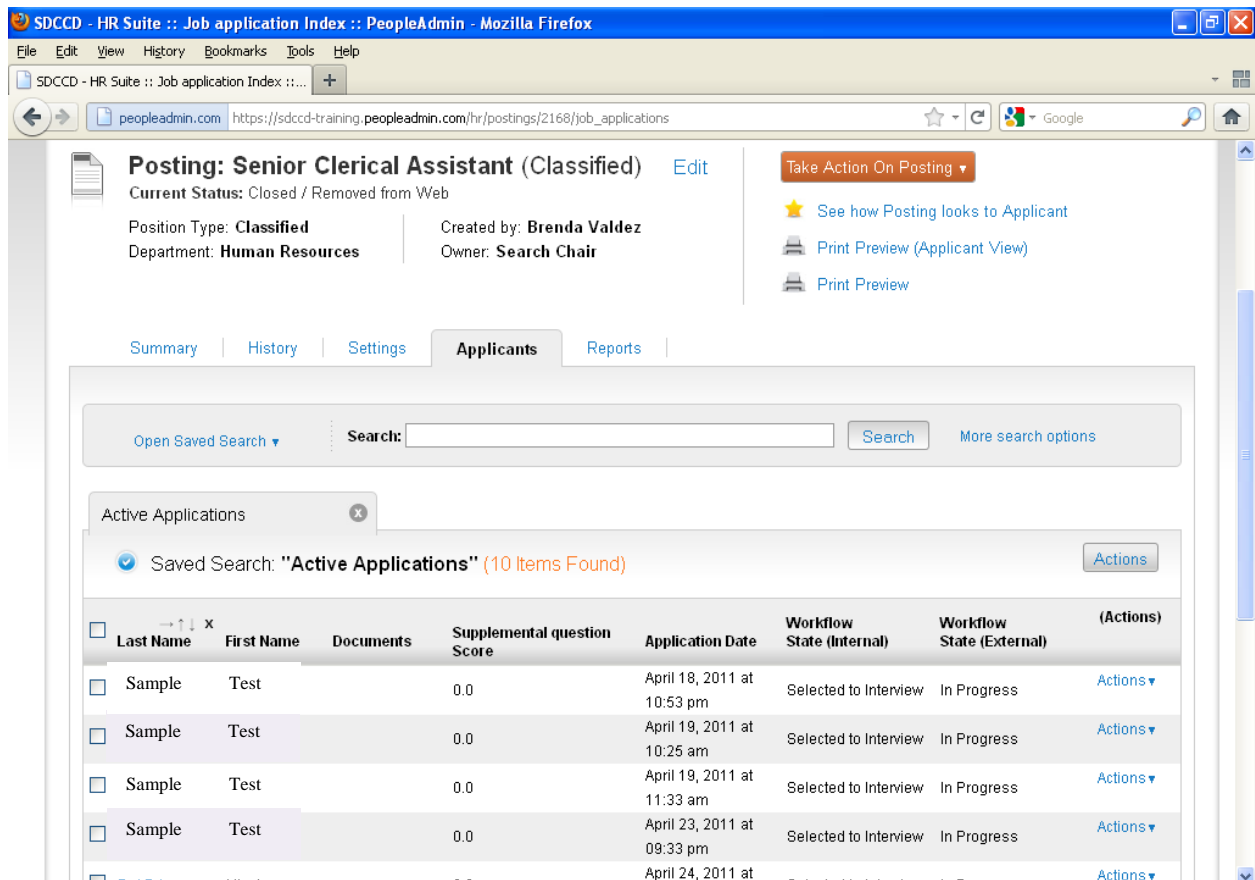 SDCCD - HR Suite :: Job application Index :: PeopleAdmin - Mozilla Firefox
File Edit View History Bookmarks Tools Help
SDCCD - HR Suite :: Job application Index ::... +
peopleadmin.com https://sdccd-training.peopleadmin.com/hr/postings/2168/job_applications Google
Posting: Senior Clerical Assistant (Classified) Edit
Current Status: Closed / Removed from Web
Position Type: Classified Created by: Brenda Valdez
Department: Human Resources Owner: Search Chair
Take Action On Posting
See how Posting looks to Applicant
Print Preview (Applicant View)
Print Preview
Summary History Settings Applicants Reports
Open Saved Search Search: Search More search options
Active Applications
Saved Search: "Active Applications" (10 Items Found) Actions
Last Name First Name Documents Supplemental question Score Application Date Workflow State (Internal) Workflow State (External) (Actions)
Sample Test 0.0 April 18, 2011 at 10:53 pm Selected to Interview In Progress Actions
Sample Test 0.0 April 19, 2011 at 10:25 am Selected to Interview In Progress Actions
Sample Test 0.0 April 19, 2011 at 11:33 am Selected to Interview In Progress Actions
Sample Test 0.0 April 23, 2011 at 09:33 pm Selected to Interview In Progress Actions
April 24, 2011 at Actions